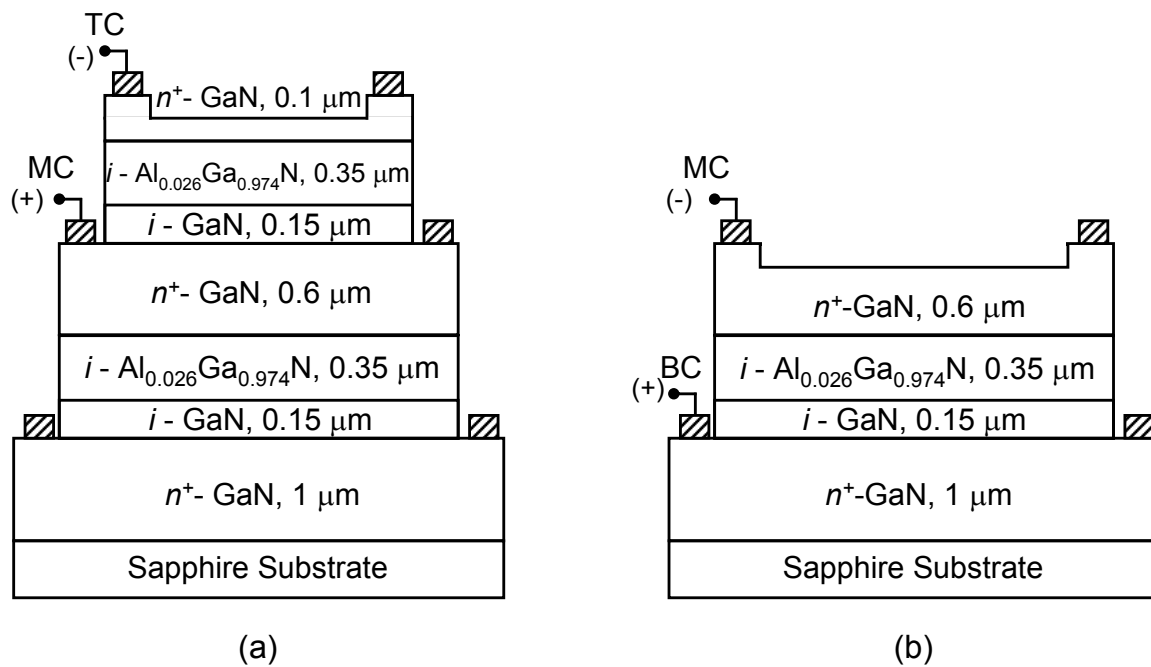 TC
(-)
n⁺- GaN, 0.1 μm
MC
(+)
i - Al₀.₀₂₆Ga₀.₉₇₄N, 0.35 μm
i - GaN, 0.15 μm
n⁺- GaN, 0.6 μm
i - Al₀.₀₂₆Ga₀.₉₇₄N, 0.35 μm
i - GaN, 0.15 μm
n⁺- GaN, 1 μm
Sapphire Substrate
(a)
MC
(-)
n⁺-GaN, 0.6 μm
BC
(+)
i - Al₀.₀₂₆Ga₀.₉₇₄N, 0.35 μm
i - GaN, 0.15 μm
n⁺-GaN, 1 μm
Sapphire Substrate
(b)